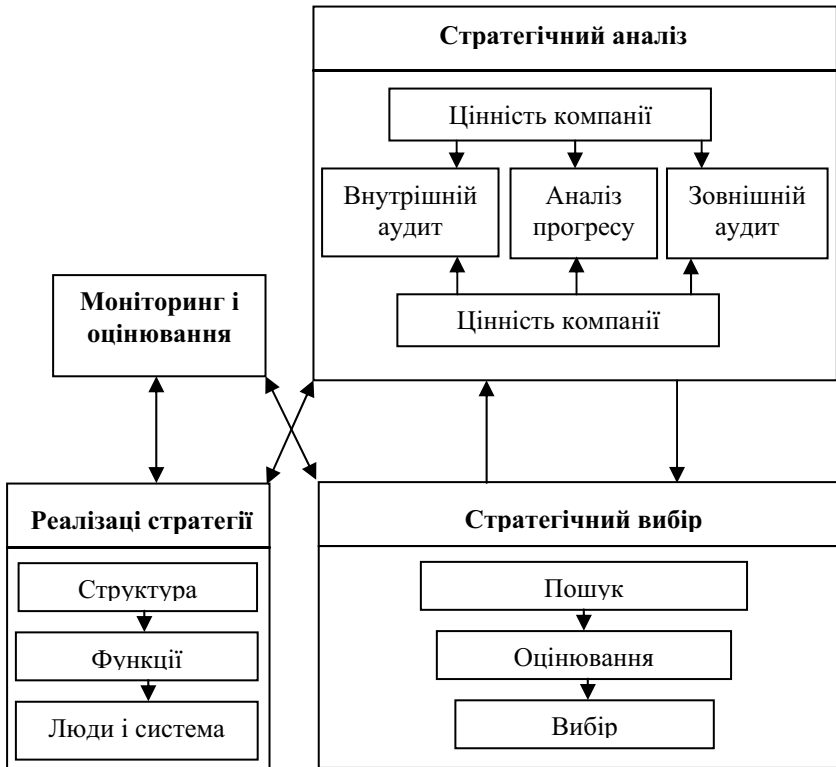 Стратегічний аналіз
Цінність компанії
Внутрішній
аудит
Аналіз
прогресу
Зовнішній
аудит
Цінність компанії
Моніторинг і
оцінювання
Реалізаці стратегії
Структура
Функції
Люди і система
Стратегічний вибір
Пошук
Оцінювання
Вибір